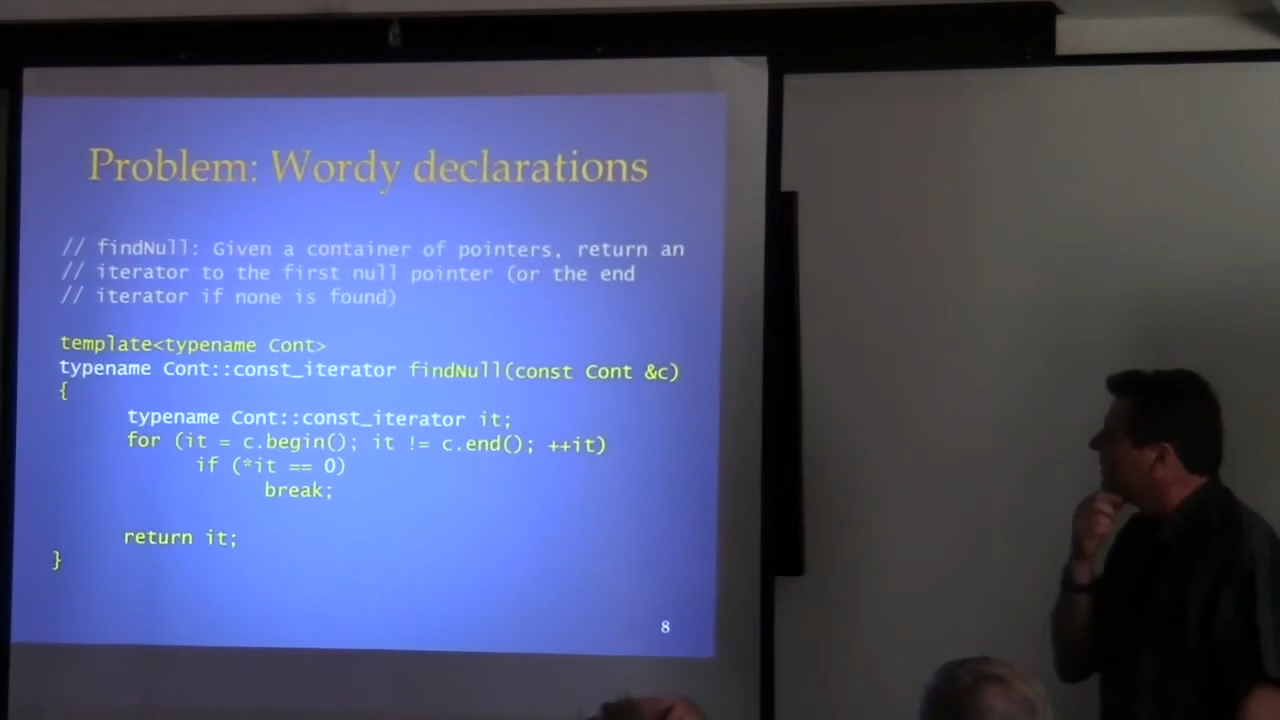 Problem: Wordy declarations
// findNull: Given a container of pointers, return an
// iterator to the first null pointer (or the end
// iterator if none is found)
template<typename Cont>
typename Cont::const_iterator findNull(const Cont &c)
{
typename Cont::const_iterator it;
for (it = c.begin(); it != c.end(); ++it)
if (*it == 0)
break;
return it;
}
8